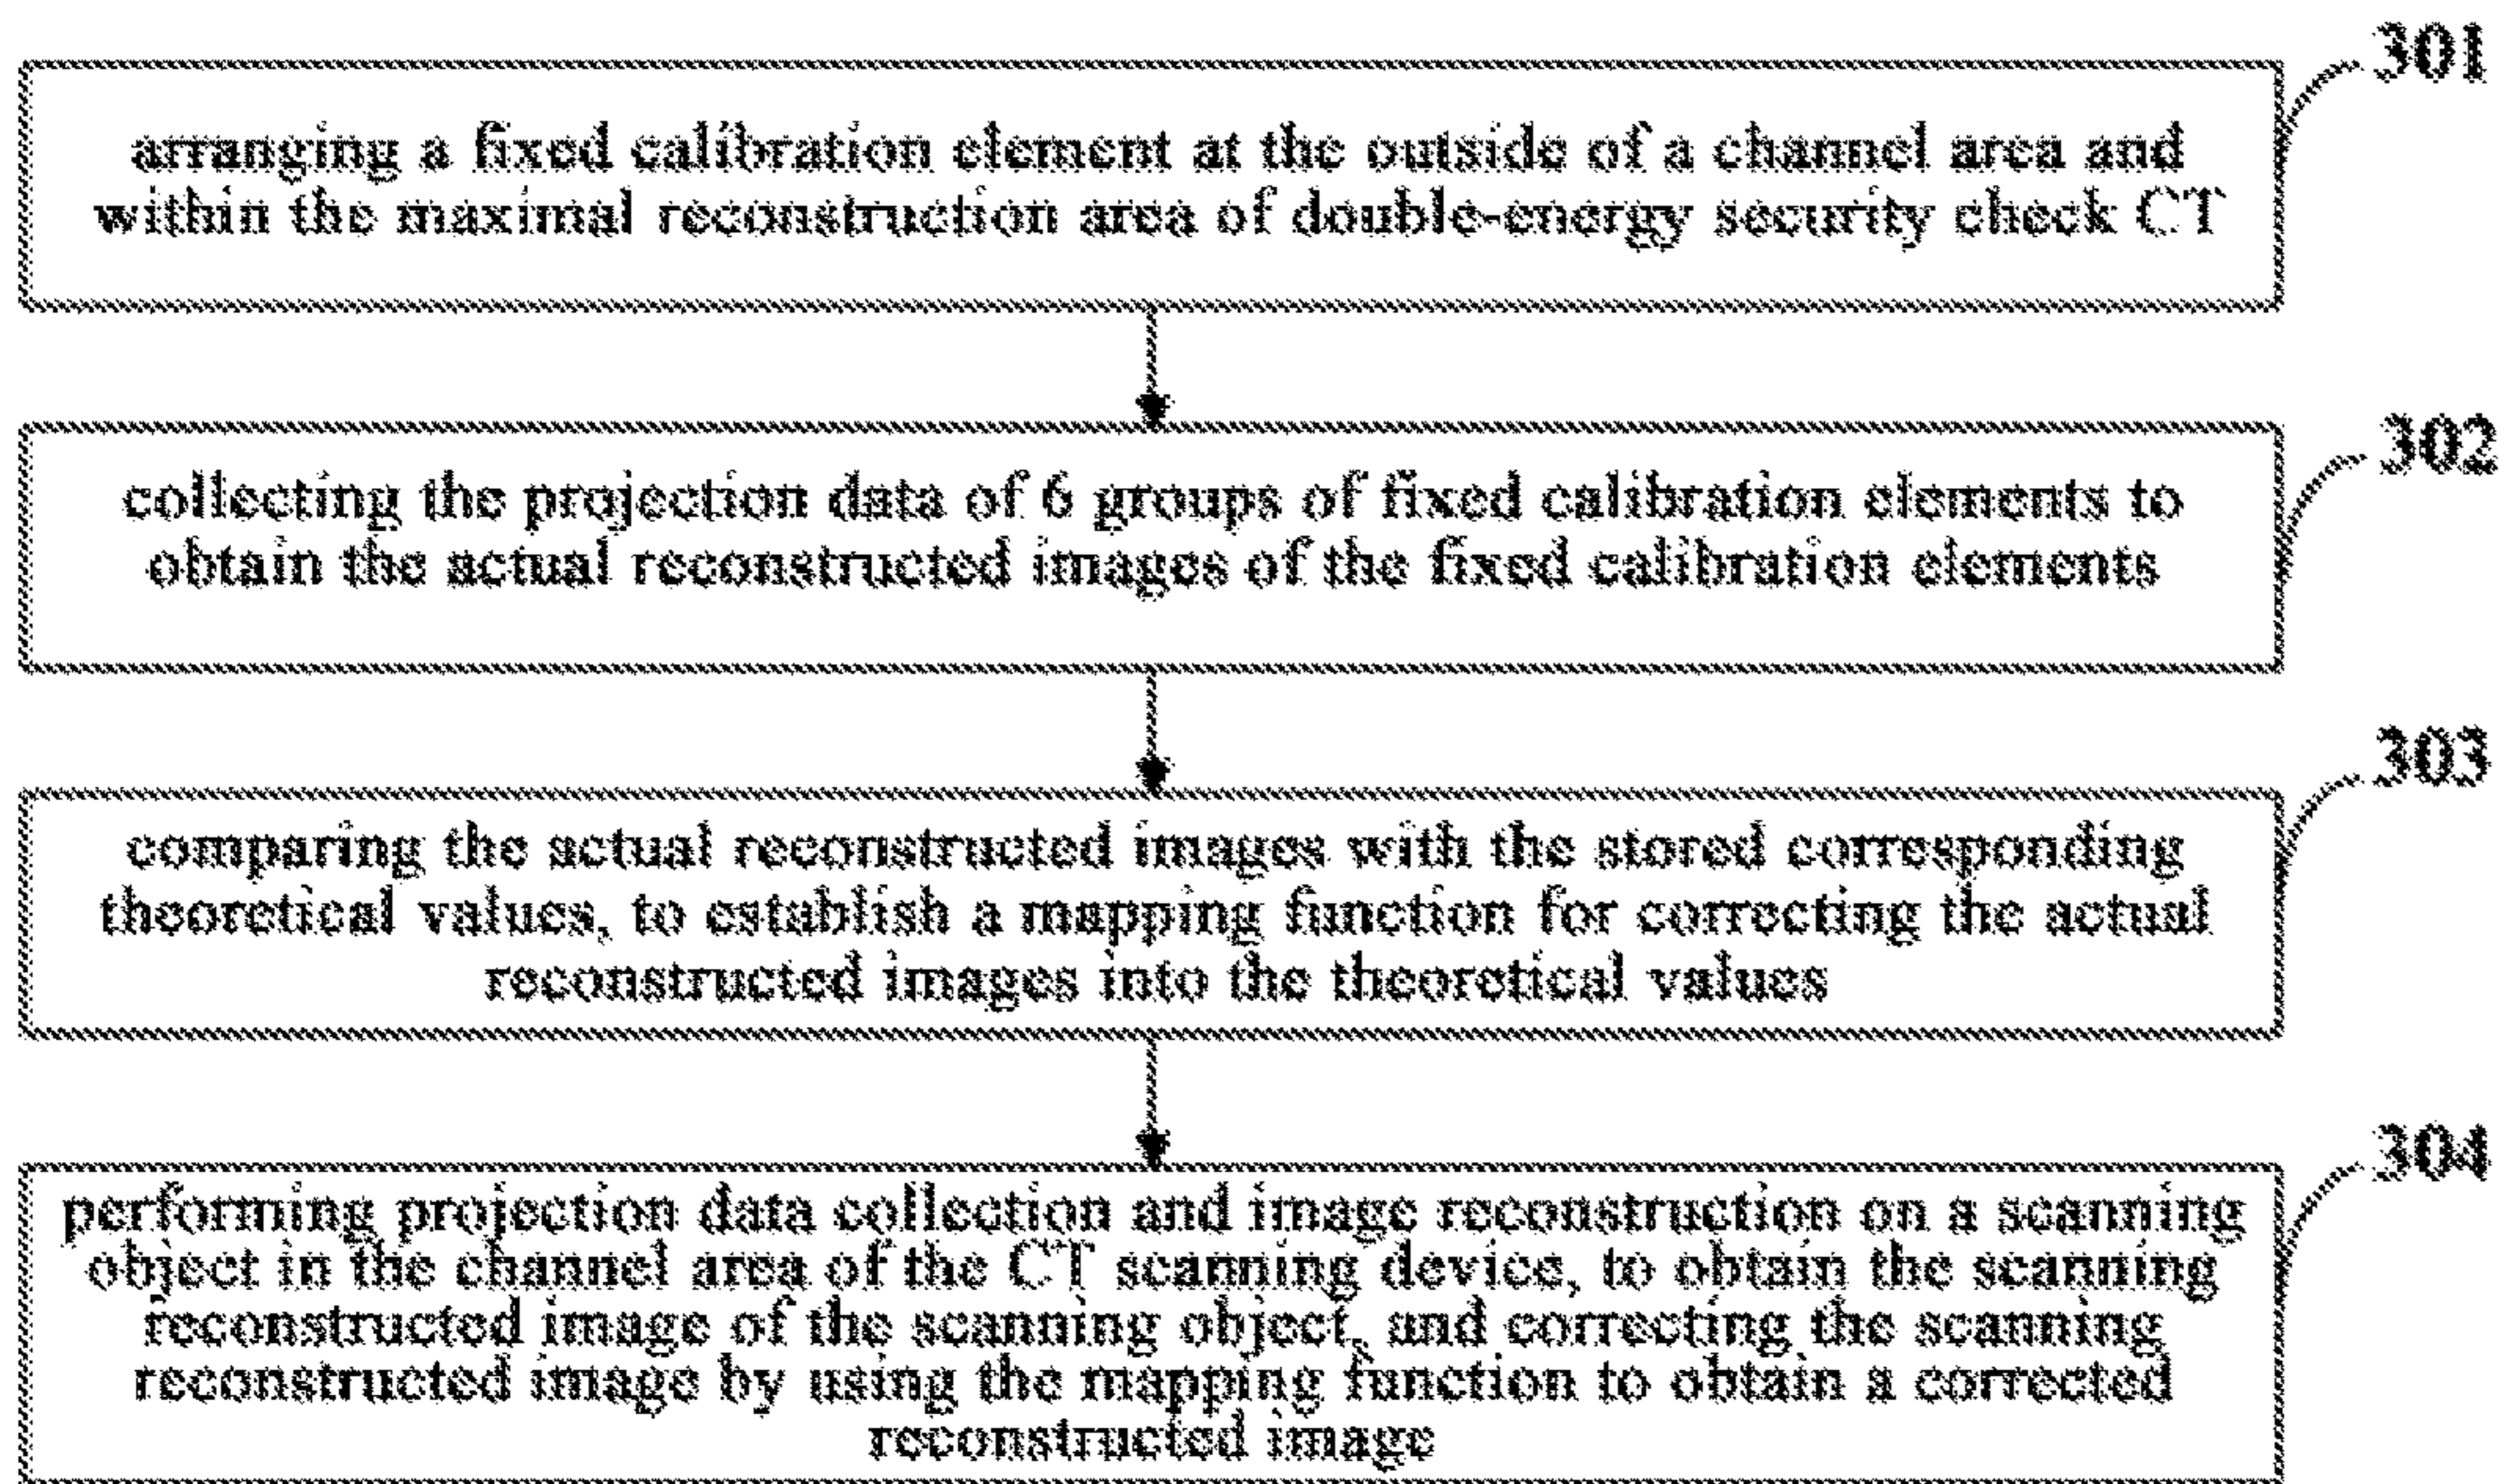 301
arranging a fixed calibration element at the outside of a channel area and
within the maximal reconstruction area of double-energy security check CT
302
collecting the projection data of 6 groups of fixed calibration elements to
obtain the actual reconstructed images of the fixed calibration elements
303
comparing the actual reconstructed images with the stored corresponding
theoretical values, to establish a mapping function for correcting the actual
reconstructed images into the theoretical values
304
performing projection data collection and image reconstruction on a scanning
object in the channel area of the CT scanning device, to obtain the scanning
reconstructed image of the scanning object, and correcting the scanning
reconstructed image by using the mapping function to obtain a corrected
reconstructed image